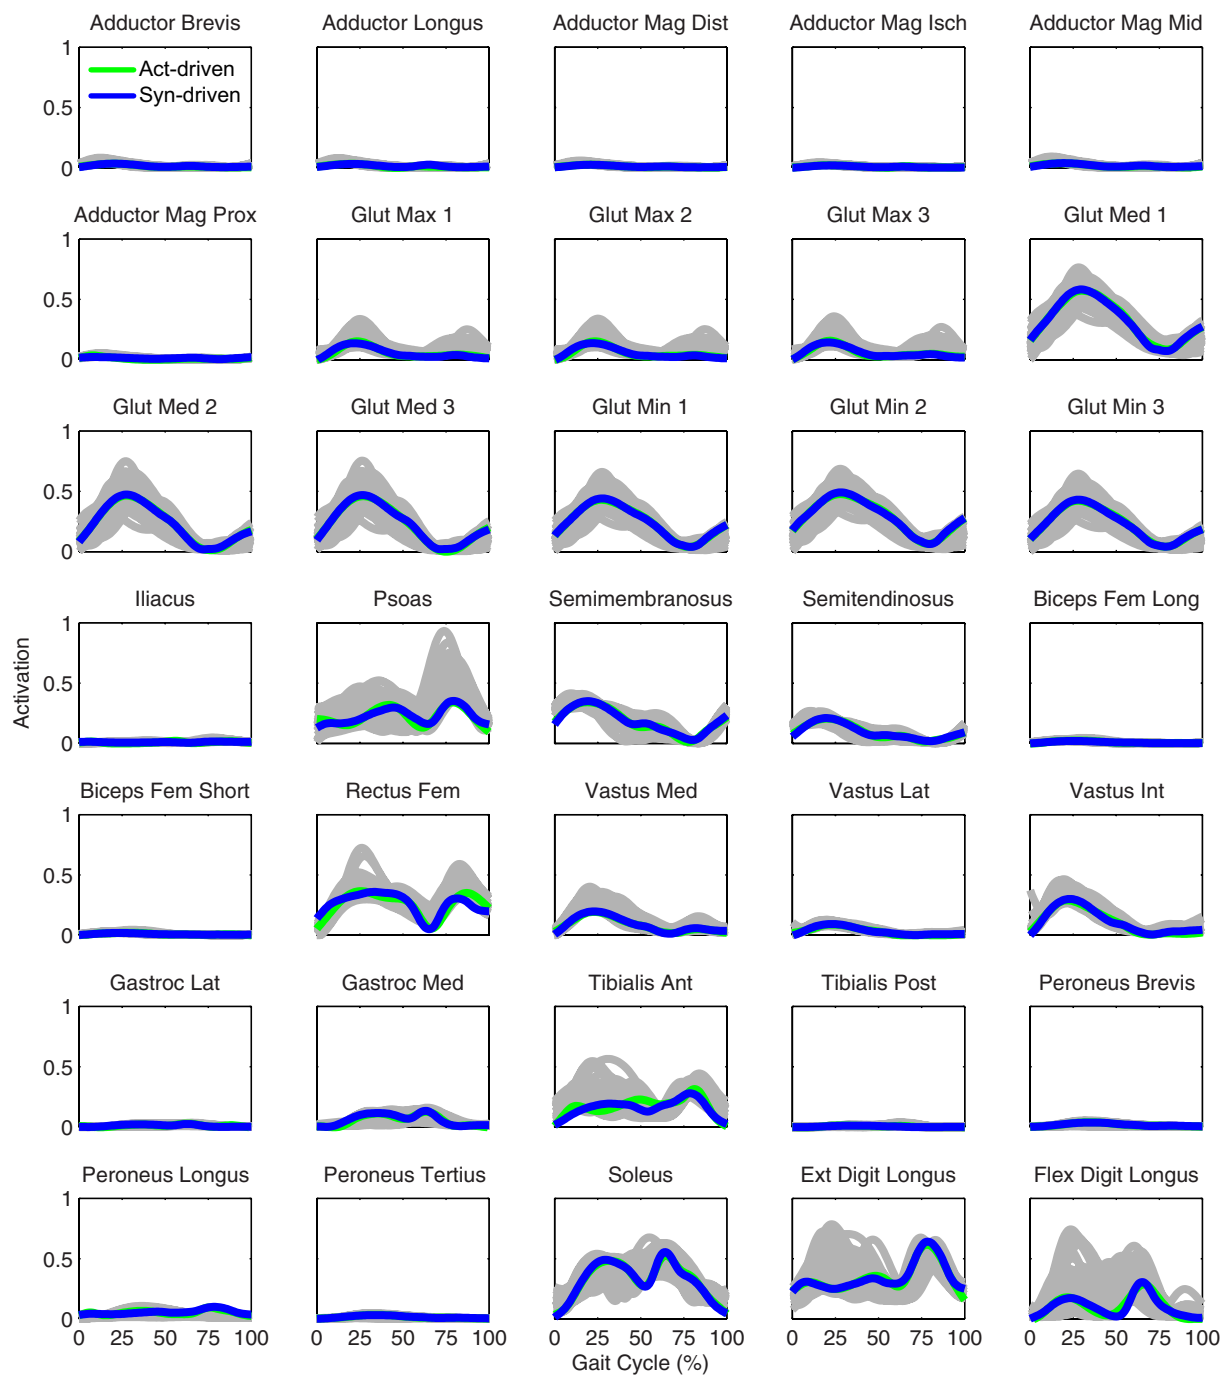 Adductor Brevis Adductor Longus Adductor Mag Dist Adductor Mag Isch Adductor Mag Mid
1
Act-driven
Syn-driven
0.5
0
Adductor Mag Prox Glut Max 1 Glut Max 2 Glut Max 3 Glut Med 1
1
0.5
0
Glut Med 2 Glut Med 3 Glut Min 1 Glut Min 2 Glut Min 3
1
0.5
0
Iliacus Psoas Semimembranosus Semitendinosus Biceps Fem Long
1
0.5
0
Activation
Biceps Fem Short Rectus Fem Vastus Med Vastus Lat Vastus Int
1
0.5
0
Gastroc Lat Gastroc Med Tibialis Ant Tibialis Post Peroneus Brevis
1
0.5
0
Peroneus Longus Peroneus Tertius Soleus Ext Digit Longus Flex Digit Longus
1
0.5
0
0 25 50 75 100 0 25 50 75 100 0 25 50 75 100 0 25 50 75 100 0 25 50 75 100
Gait Cycle (%)